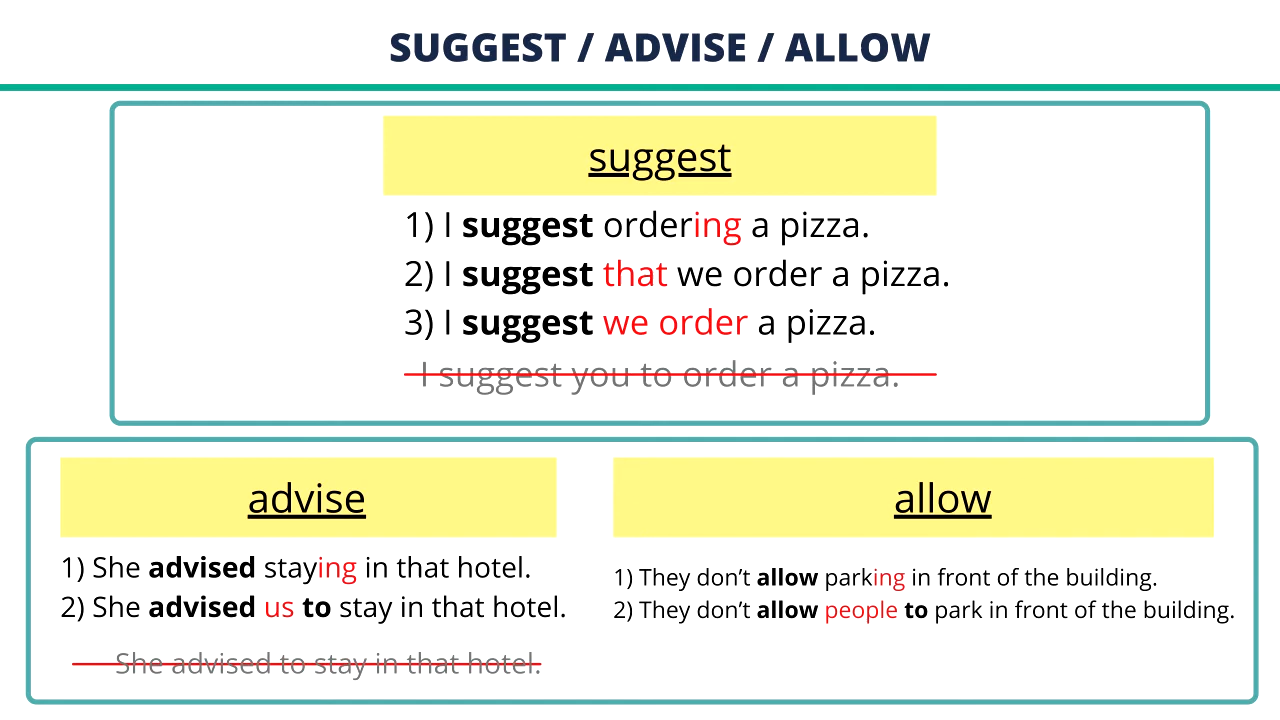 SUGGEST / ADVISE / ALLOW
suggest
1) I suggest ordering a pizza.
2) I suggest that we order a pizza.
3) I suggest we order a pizza.
I suggest you to order a pizza.
advise
1) She advised staying in that hotel.
2) She advised us to stay in that hotel.
She advised to stay in that hotel.
allow
1) They don’t allow parking in front of the building.
2) They don’t allow people to park in front of the building.